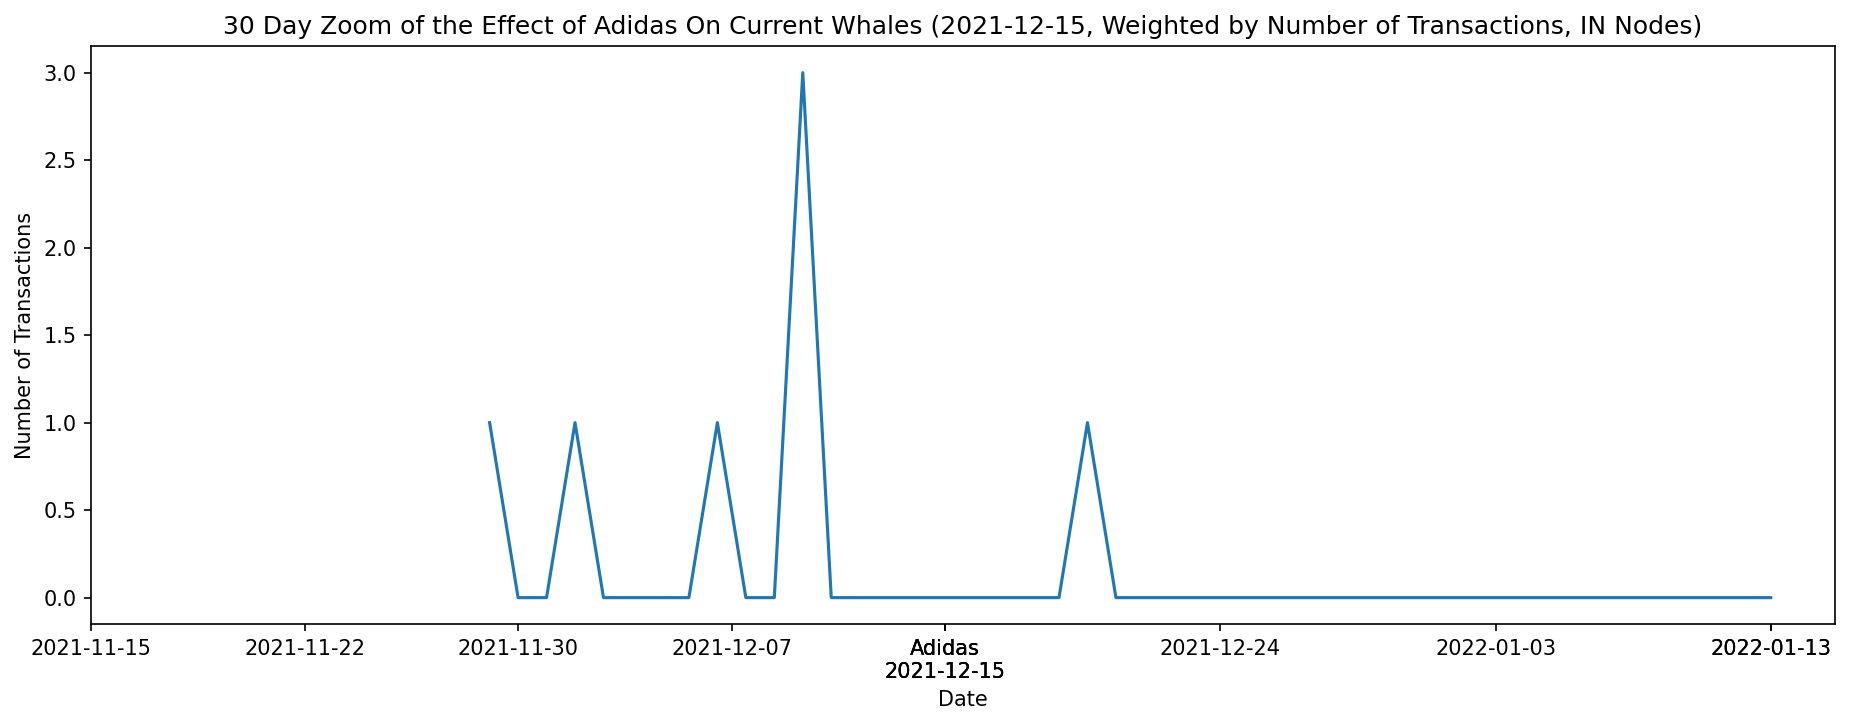 30 Day Zoom of the Effect of Adidas On Current Whales (2021-12-15, Weighted by Number of Transactions, IN Nodes)
Number of Transactions
3.0
2.5
2.0
1.5
1.0
0.5
0.0
2021-11-15 2021-11-22 2021-11-30 2021-12-07 Adidas 2021-12-24 2022-01-03 2022-01-13
2021-12-15
Date